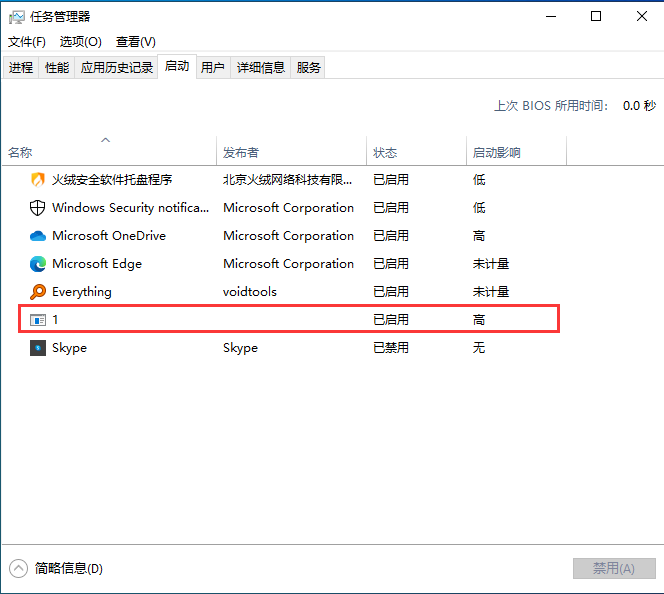 任务管理器
文件(F) 选项(O) 查看(V)
进程 性能 应用历史记录 启动 用户 详细信息 服务
上次 BIOS 所用时间: 0.0 秒
名称 发布者 状态 启动影响
火绒安全软件托盘程序 北京火绒网络科技有限... 已启用 低
Windows Security notifica... Microsoft Corporation 已启用 低
Microsoft OneDrive Microsoft Corporation 已启用 高
Microsoft Edge Microsoft Corporation 已启用 未计量
Everything voidtools 已启用 未计量
1 已启用 高
Skype Skype 已禁用 无
简略信息(D) 禁用(A)